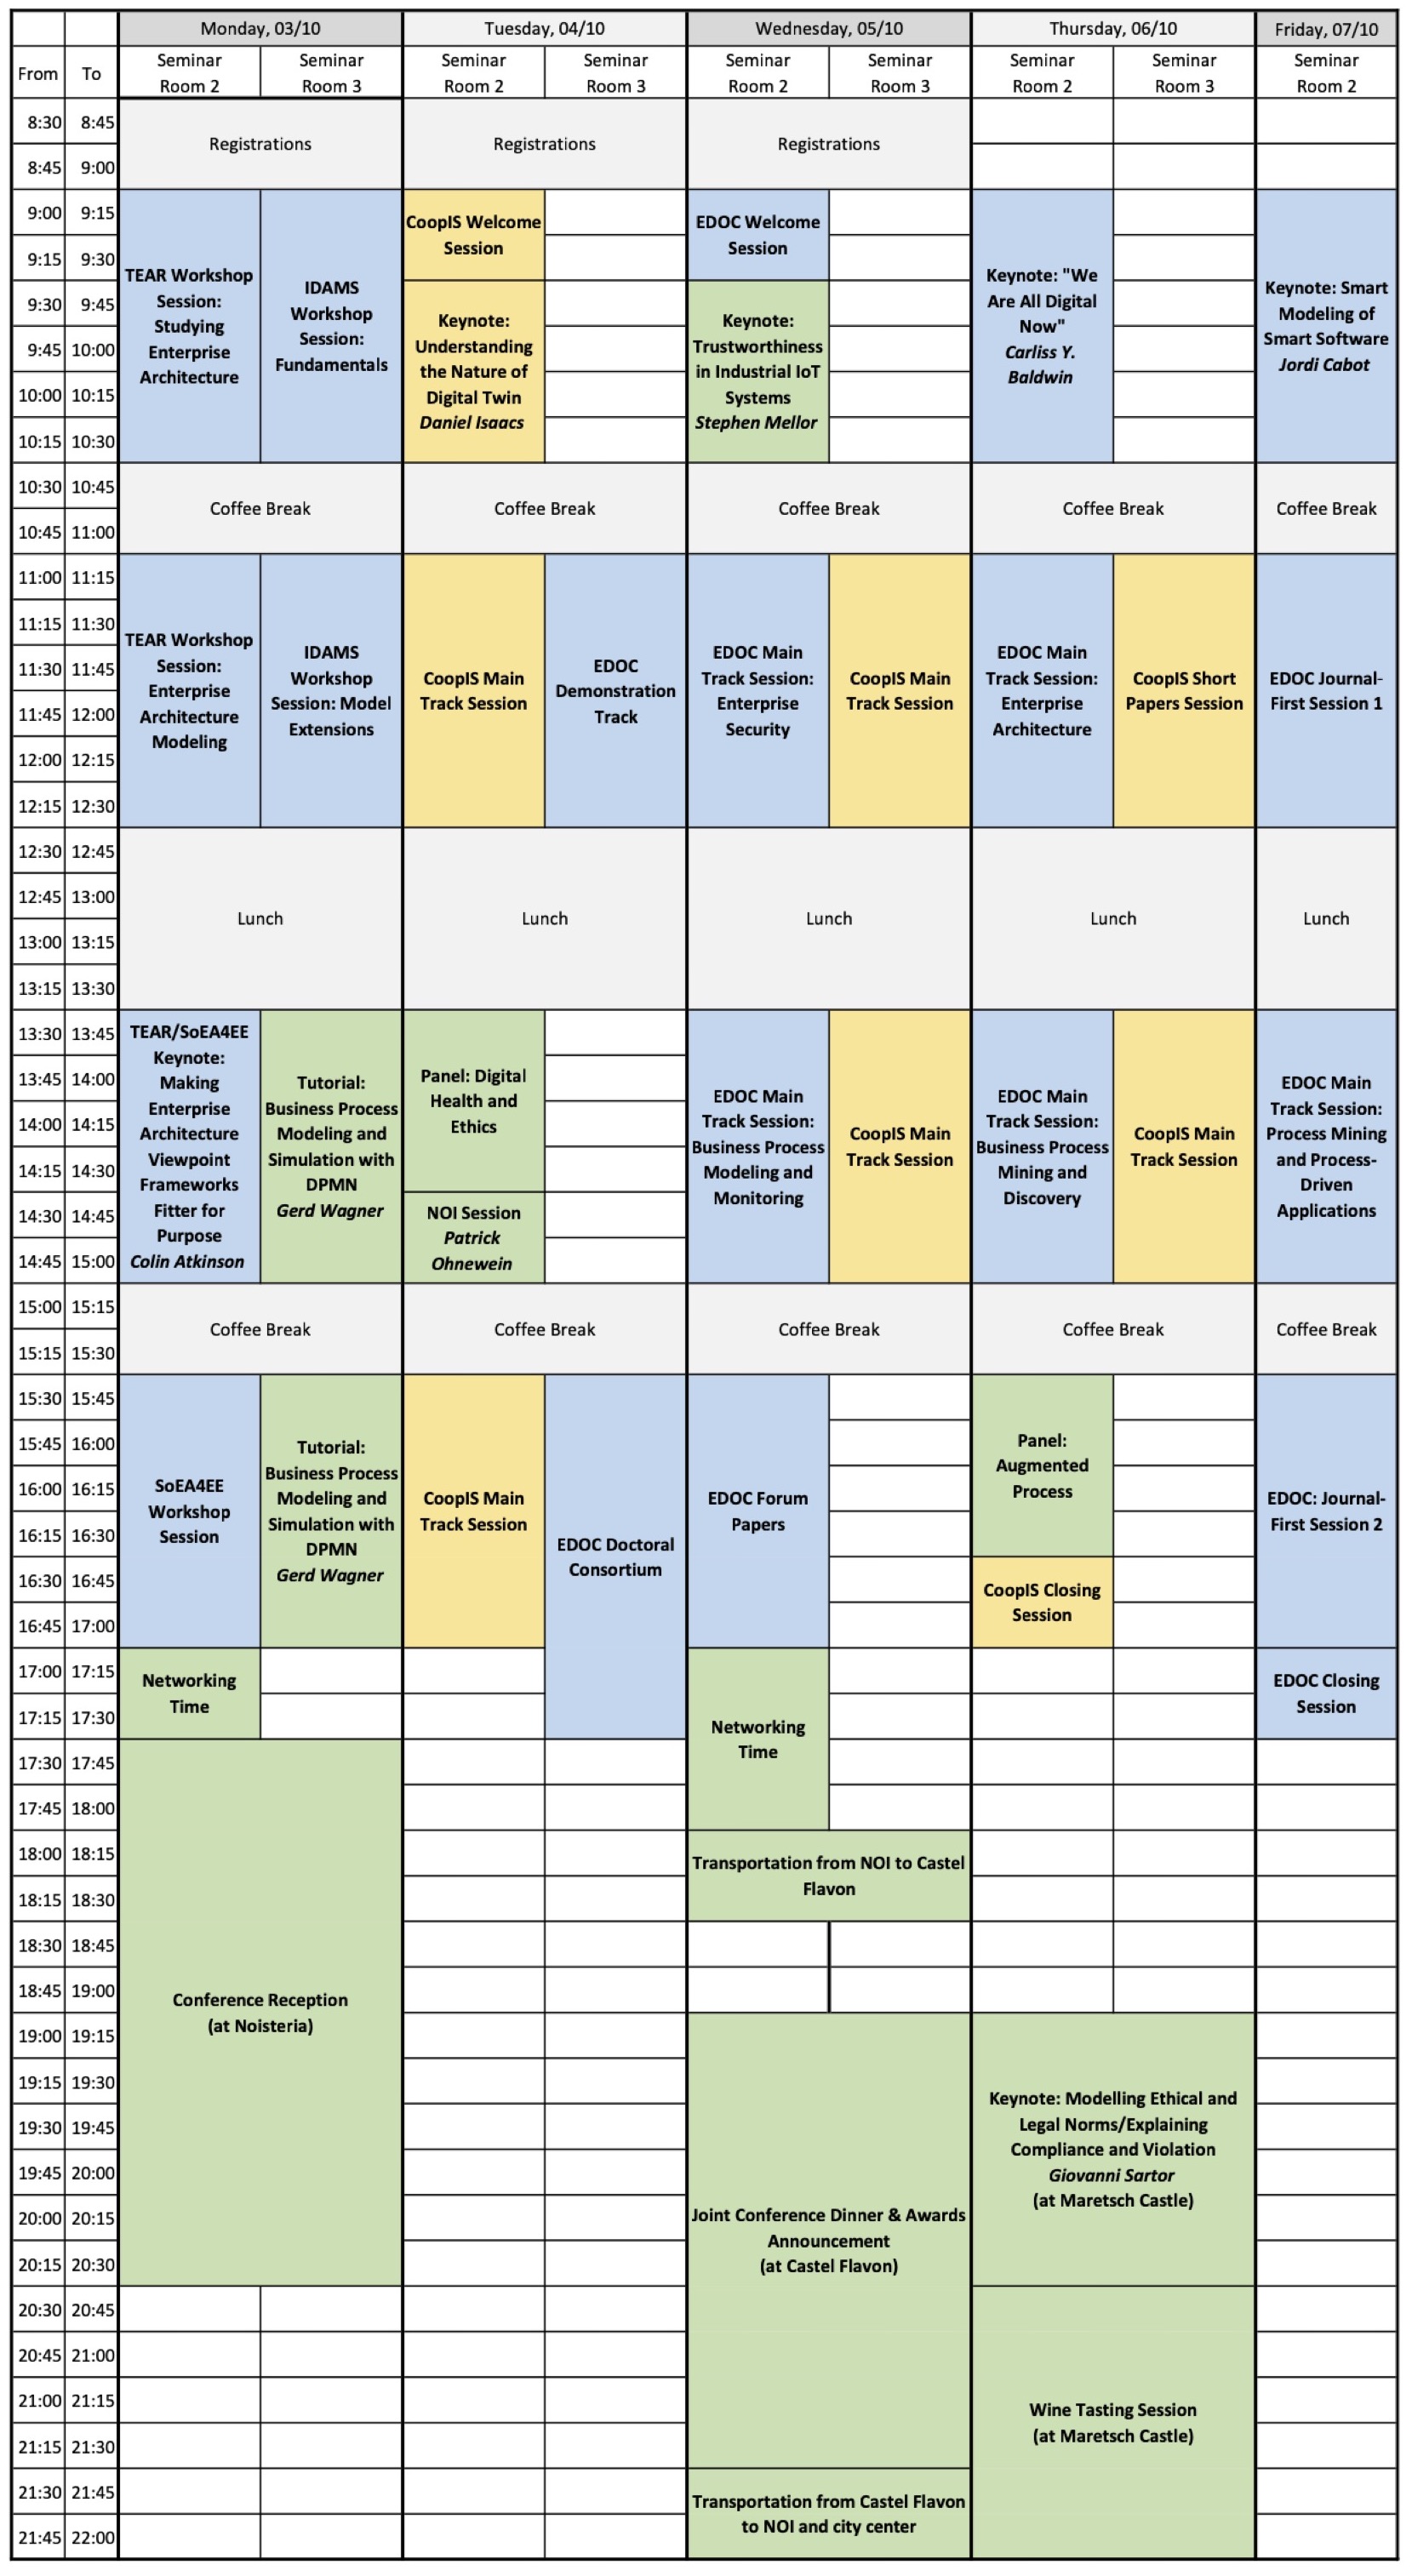 Monday, 03/10 Tuesday, 04/10 Wednesday, 05/10 Thursday, 06/10 Friday, 07/10
From To
Seminar Room 2
Seminar Room 3
Seminar Room 2
Seminar Room 3
Seminar Room 2
Seminar Room 3
Seminar Room 2
Seminar Room 3
Seminar Room 2
8:30 8:45
8:45 9:00
Registrations
Registrations
Registrations
9:00 9:15
9:15 9:30
9:30 9:45
9:45 10:00
10:00 10:15
10:15 10:30
TEAR Workshop
Session:
Studying
Enterprise
Architecture
IDAMS
Workshop
Session:
Fundamentals
CoopIS Welcome
Session
Keynote:
Understanding
the Nature of
Digital Twin
Daniel Isaacs
EDOC Welcome
Session
Keynote:
Trustworthiness
in Industrial IoT
Systems
Stephen Mellor
Keynote: "We
Are All Digital
Now"
Carliss Y.
Baldwin
Keynote: Smart
Modeling of
Smart Software
Jordi Cabot
10:30 10:45
10:45 11:00
Coffee Break
Coffee Break
Coffee Break
Coffee Break
Coffee Break
11:00 11:15
11:15 11:30
11:30 11:45
11:45 12:00
12:00 12:15
12:15 12:30
TEAR Workshop
Session:
Enterprise
Architecture
Modeling
IDAMS
Workshop
Session: Model
Extensions
CoopIS Main
Track Session
EDOC
Demonstration
Track
EDOC Main
Track Session:
Enterprise
Security
CoopIS Main
Track Session
EDOC Main
Track Session:
Enterprise
Architecture
CoopIS Short
Papers Session
EDOC Journal-
First Session 1
12:30 12:45
12:45 13:00
13:00 13:15
13:15 13:30
Lunch
Lunch
Lunch
Lunch
Lunch
13:30 13:45
13:45 14:00
14:00 14:15
14:15 14:30
14:30 14:45
14:45 15:00
TEAR/SoEA4EE
Keynote:
Making
Enterprise
Architecture
Viewpoint
Frameworks
Fitter for
Purpose
Colin Atkinson
Tutorial:
Business Process
Modeling and
Simulation with
DPMN
Gerd Wagner
Panel: Digital
Health and
Ethics
NOI Session
Patrick
Ohnewein
EDOC Main
Track Session:
Business Process
Modeling and
Monitoring
CoopIS Main
Track Session
EDOC Main
Track Session:
Business Process
Mining and
Discovery
CoopIS Main
Track Session
EDOC Main
Track Session:
Process Mining
and Process-
Driven
Applications
15:00 15:15
15:15 15:30
Coffee Break
Coffee Break
Coffee Break
Coffee Break
Coffee Break
15:30 15:45
15:45 16:00
16:00 16:15
16:15 16:30
16:30 16:45
16:45 17:00
SoEA4EE
Workshop
Session
Tutorial:
Business Process
Modeling and
Simulation with
DPMN
Gerd Wagner
CoopIS Main
Track Session
EDOC Doctoral
Consortium
EDOC Forum
Papers
Panel:
Augmented
Process
CoopIS Closing
Session
EDOC: Journal-
First Session 2
17:00 17:15
17:15 17:30
Networking
Time
Networking
Time
EDOC Closing
Session
17:30 17:45
17:45 18:00
18:00 18:15
18:15 18:30
Transportation from NOI to Castel
Flavon
18:30 18:45
18:45 19:00
Conference Reception
(at Noisteria)
19:00 19:15
19:15 19:30
19:30 19:45
19:45 20:00
20:00 20:15
20:15 20:30
Joint Conference Dinner & Awards
Announcement
(at Castel Flavon)
Keynote: Modelling Ethical and
Legal Norms/Explaining
Compliance and Violation
Giovanni Sartor
(at Maretsch Castle)
20:30 20:45
20:45 21:00
21:00 21:15
21:15 21:30
Wine Tasting Session
(at Maretsch Castle)
21:30 21:45
21:45 22:00
Transportation from Castel Flavon
to NOI and city center